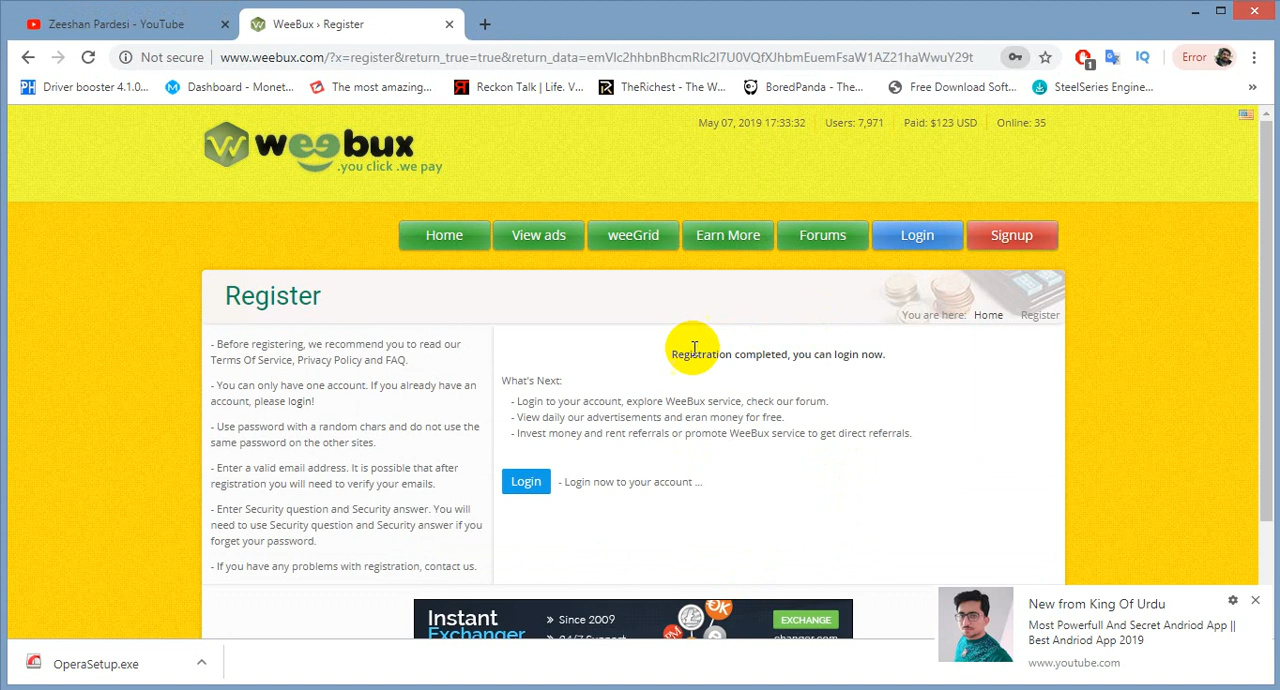 Zeeshan Pardesi - YouTube
WeeBux › Register
Not secure
www.weebux.com/?x=register&return_true=true&return_data=emVlc2hhbnBhcmRlc2l7U0VQfXJhbmEuemFsaW1AZ21haWwuY29t
1
IQ
Error
PH Driver booster 4.1.0...
Dashboard - Monet...
The most amazing...
Reckon Talk | Life. V...
TheRichest - The W...
BoredPanda - The...
Free Download Soft...
SteelSeries Engine...
»
weebux
.you click .we pay
May 07, 2019 17:33:32
Users: 7,971
Paid: $123 USD
Online: 35
Home
View ads
weeGrid
Earn More
Forums
Login
Signup
Register
You are here: Home Register
- Before registering, we recommend you to read our
Terms Of Service, Privacy Policy and FAQ.
- You can only have one account. If you already have an
account, please login!
- Use password with a random chars and do not use the
same password on the other sites.
- Enter a valid email address. It is possible that after
registration you will need to verify your emails.
- Enter Security question and Security answer. You will
need to use Security question and Security answer if you
forget your password.
- If you have any problems with registration, contact us.
Registration completed, you can login now.
What's Next:
- Login to your account, explore WeeBux service, check our forum.
- View daily our advertisements and eran money for free.
- Invest money and rent referrals or promote WeeBux service to get direct referrals.
Login
- Login now to your account ...
Instant
Exchanger
» Since 2009
» 24/7
EXCHANGE
changer.com
New from King Of Urdu
Most Powerfull And Secret Andriod App ||
Best Andriod App 2019
www.youtube.com
OperaSetup.exe